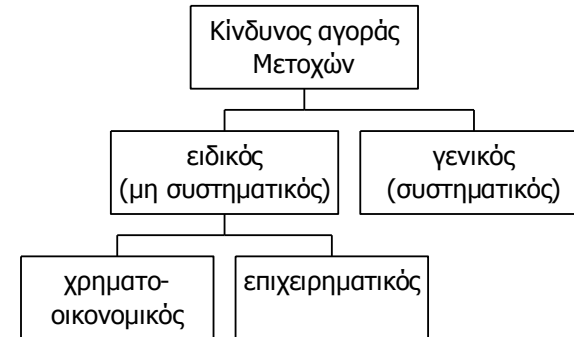 Κίνδυνος αγοράς
Μετοχών
ειδικός
(μη συστηματικός)
γενικός
(συστηματικός)
χρηματο-
οικονομικός
επιχειρηματικός